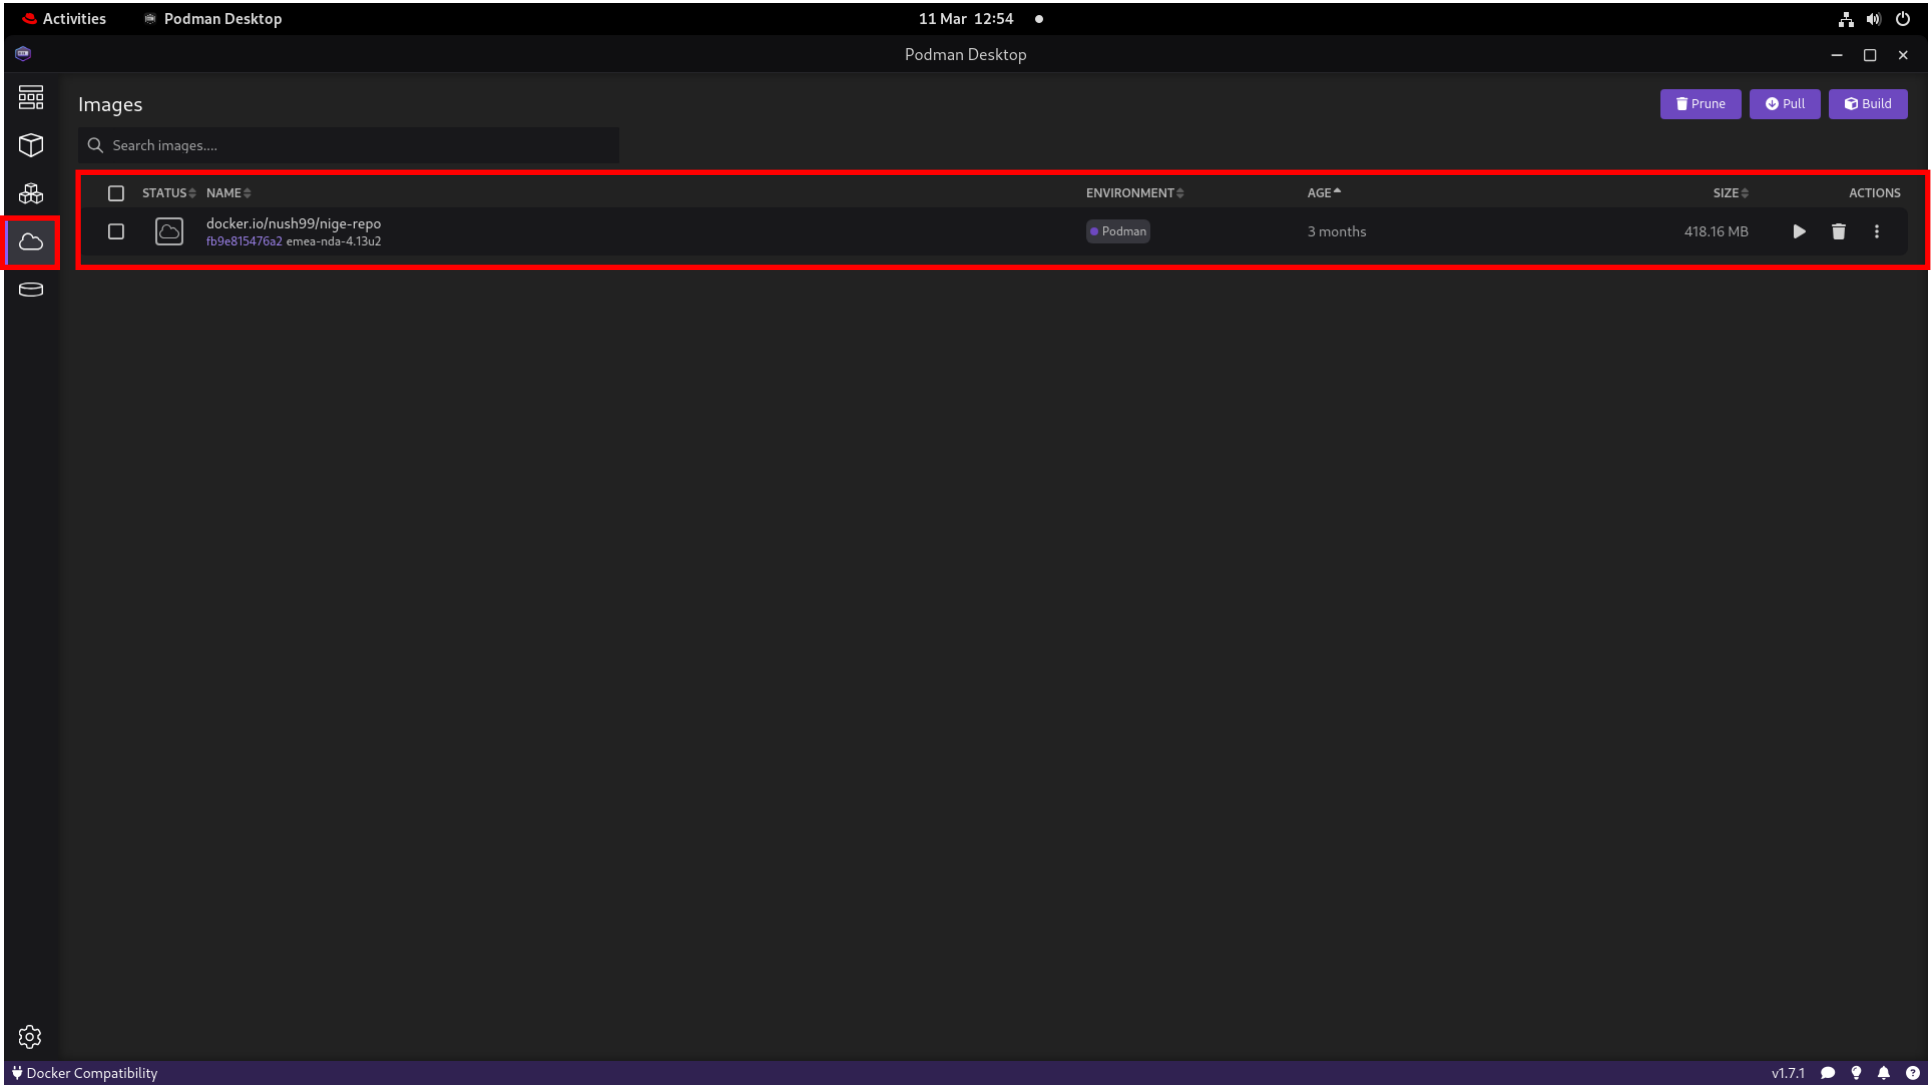 Activities Podman Desktop 11 Mar 12:54
Podman Desktop
Images Prune Pull Build
Search images....
STATUS NAME ENVIRONMENT AGE SIZE ACTIONS
docker.io/nush99/nige-repo
fb9e815476a2 emea-nda-4.13u2
Podman 3 months 418.16 MB
Docker Compatibility v1.7.1